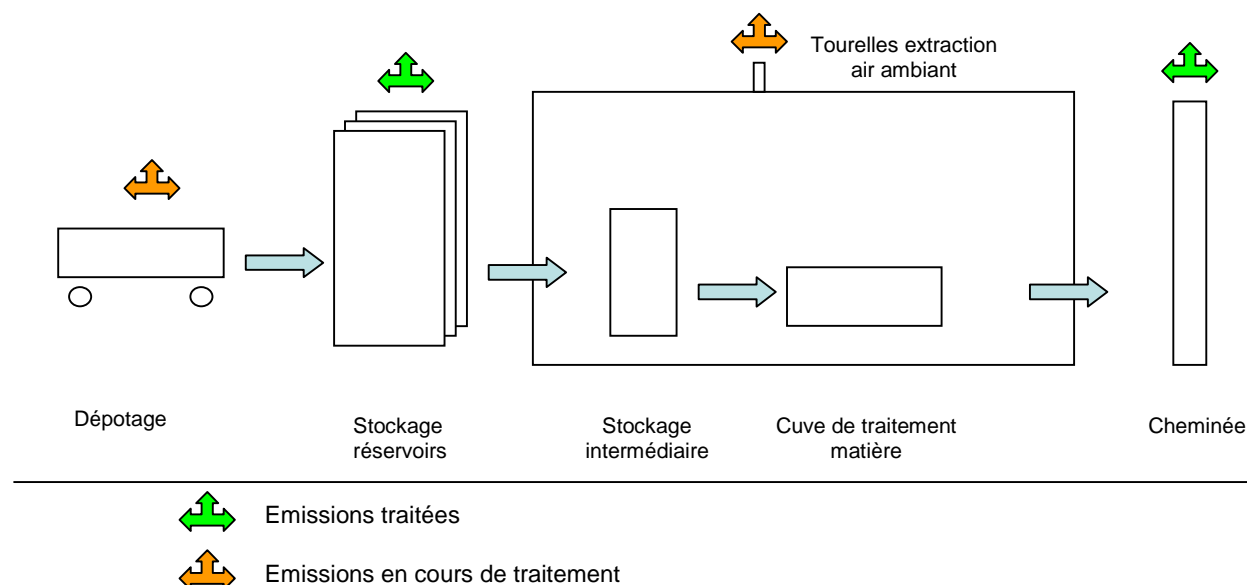 Tourelles extraction
air ambiant
Dépotage
Stockage
réservoirs
Stockage
intermédiaire
Cuve de traitement
matière
Cheminée
Emissions traitées
Emissions en cours de traitement